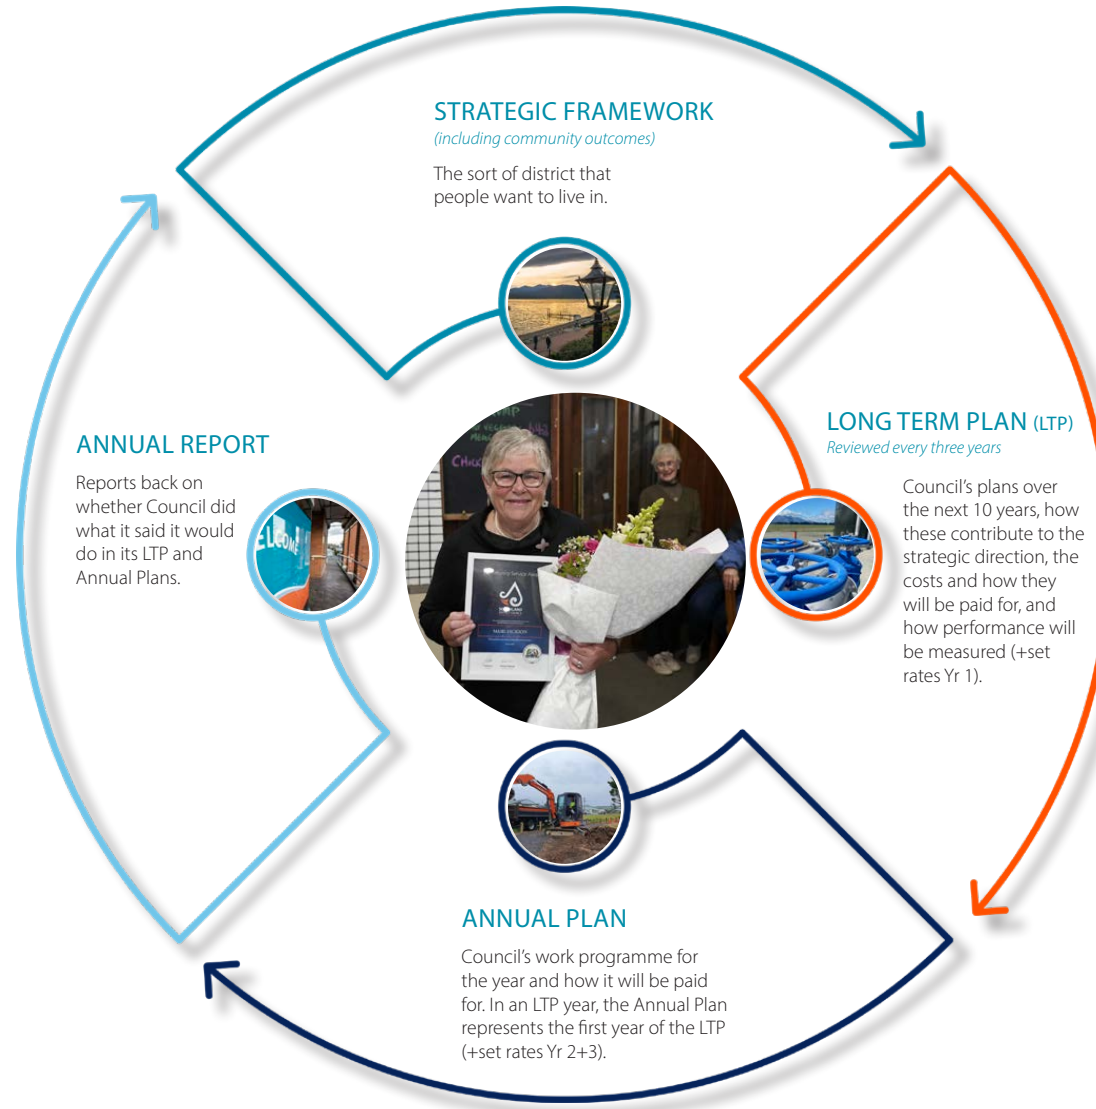 STRATEGIC FRAMEWORK
(including community outcomes)
The sort of district that
people want to live in.
LONG TERM PLAN (LTP)
Reviewed every three years
Council’s plans over
the next 10 years, how
these contribute to the
strategic direction, the
costs and how they
will be paid for, and
how performance will
be measured (+set
rates Yr 1).
ANNUAL PLAN
Council’s work programme for
the year and how it will be paid
for. In an LTP year, the Annual Plan
represents the first year of the LTP
(+set rates Yr 2+3).
ANNUAL REPORT
Reports back on
whether Council did
what it said it would
do in its LTP and
Annual Plans.
ELCOME